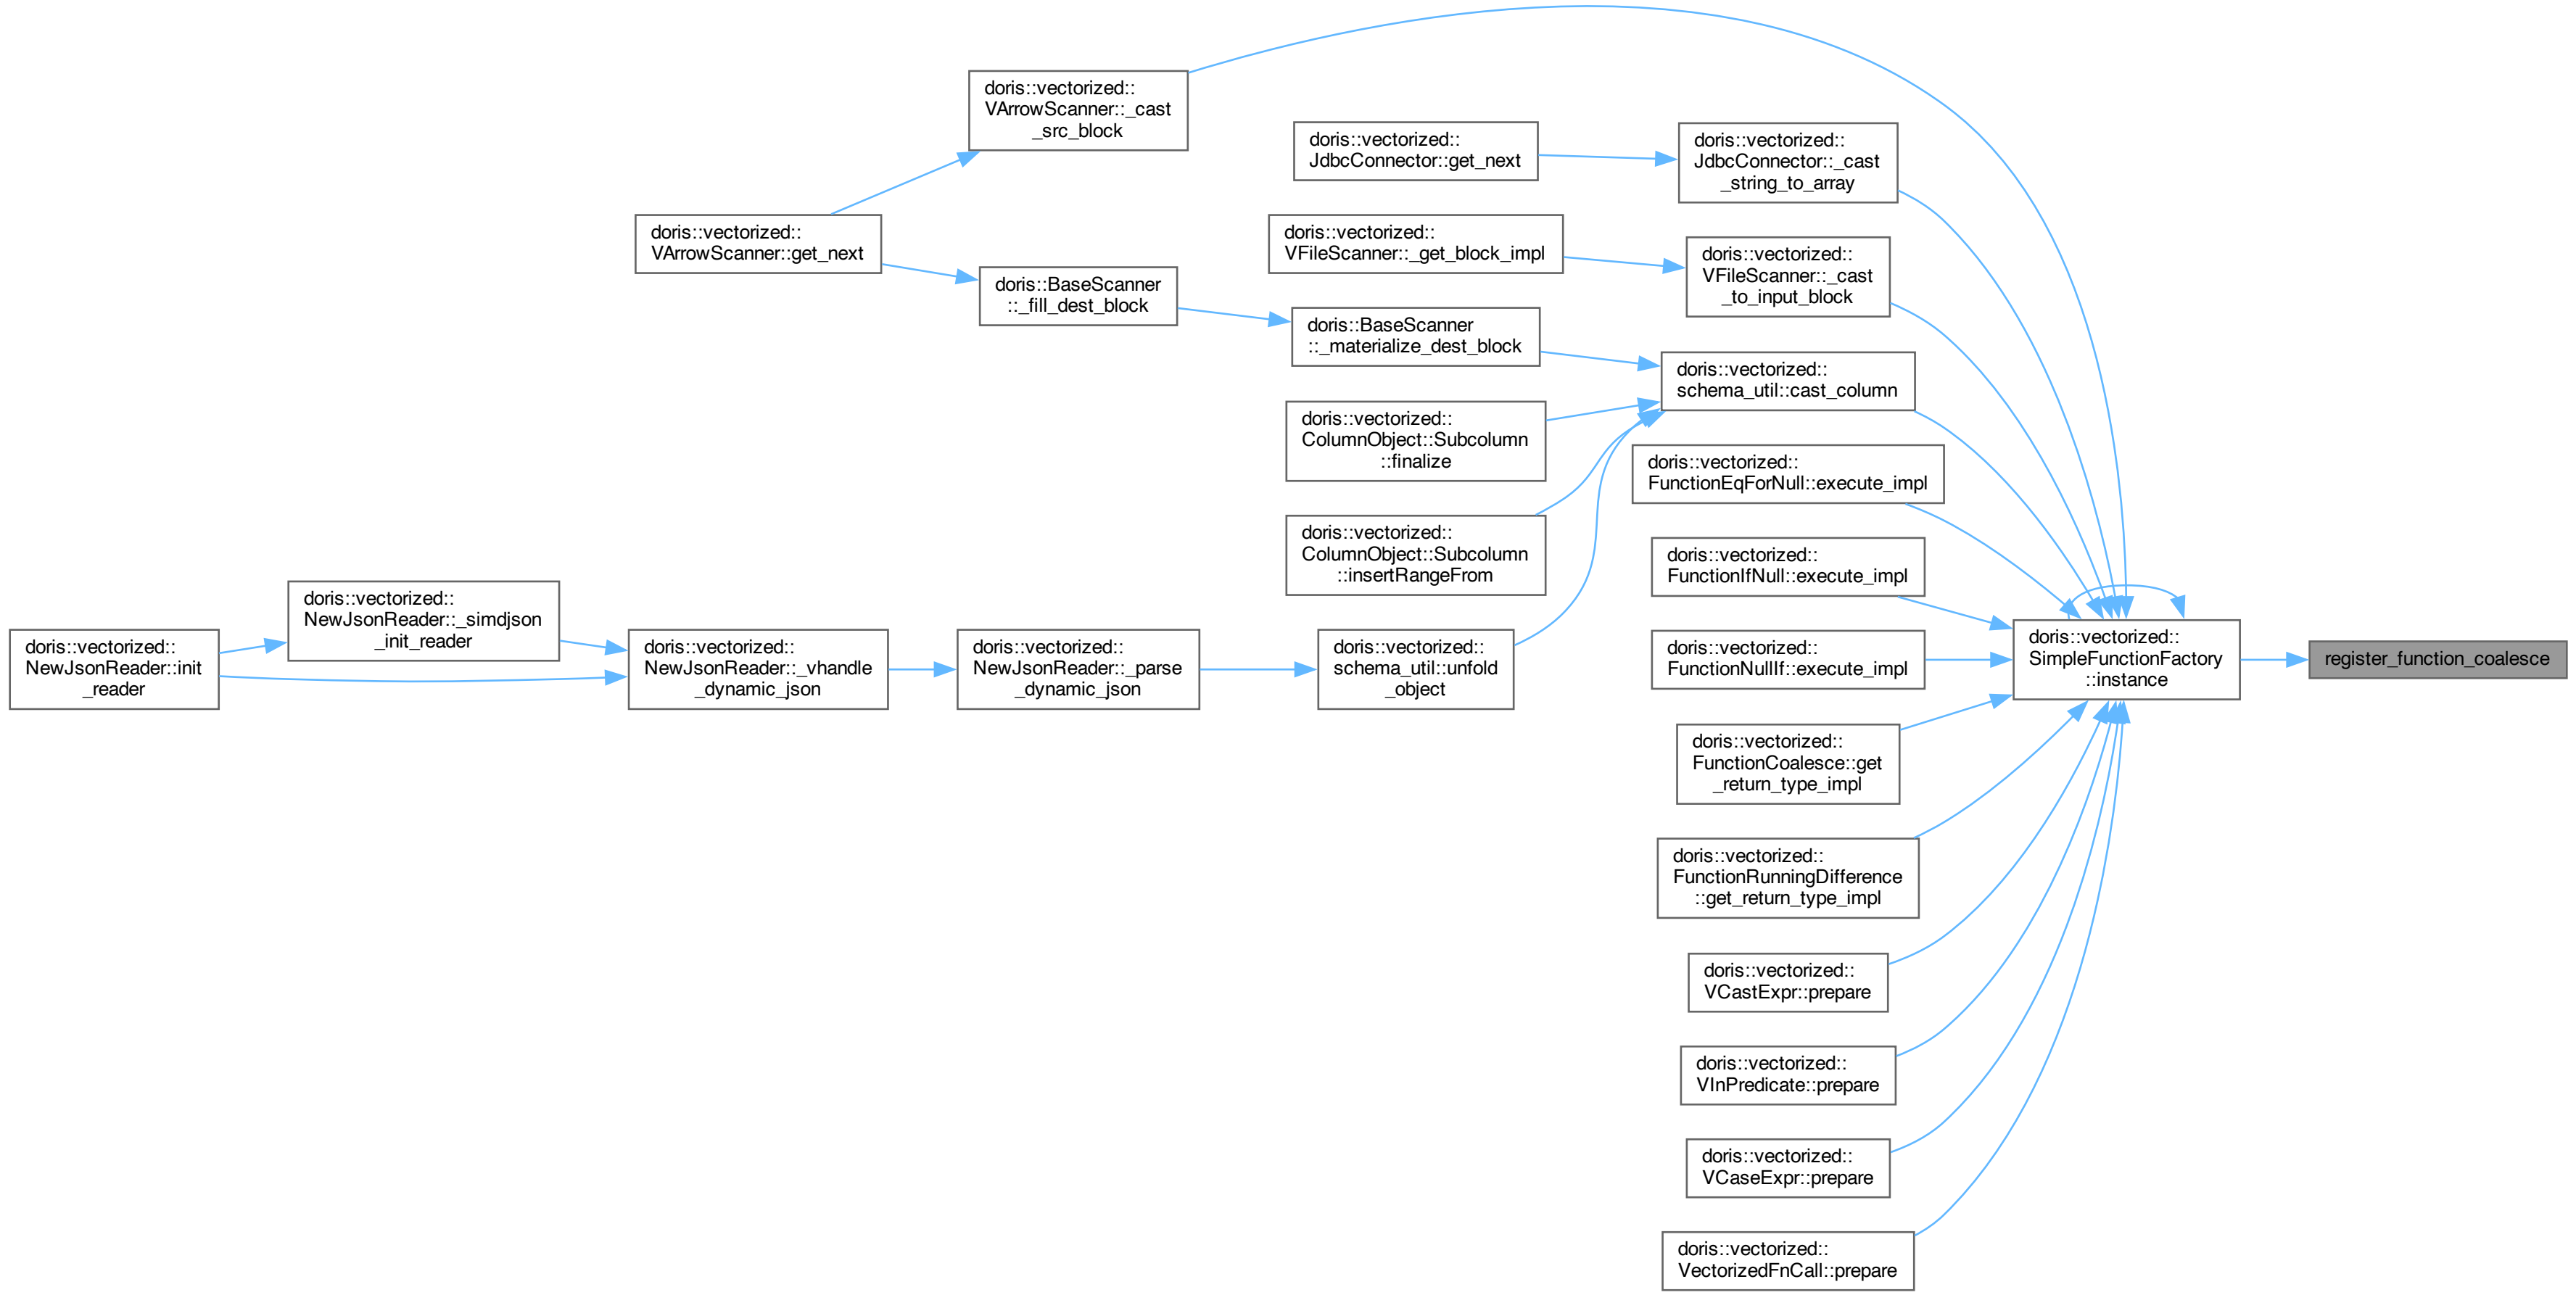 doris::vectorized::
VArrowScanner::_cast
_src_block
doris::vectorized::
JdbcConnector::get_next
doris::vectorized::
JdbcConnector::_cast
_string_to_array
doris::vectorized::
VArrowScanner::get_next
doris::vectorized::
VFileScanner::_get_block_impl
doris::vectorized::
VFileScanner::_cast
_to_input_block
doris::BaseScanner
::_fill_dest_block
doris::BaseScanner
::_materialize_dest_block
doris::vectorized::
schema_util::cast_column
doris::vectorized::
ColumnObject::Subcolumn
::finalize
doris::vectorized::
FunctionEqForNull::execute_impl
doris::vectorized::
ColumnObject::Subcolumn
::insertRangeFrom
doris::vectorized::
FunctionIfNull::execute_impl
doris::vectorized::
NewJsonReader::init
_reader
doris::vectorized::
NewJsonReader::_simdjson
_init_reader
doris::vectorized::
NewJsonReader::_vhandle
_dynamic_json
doris::vectorized::
NewJsonReader::_parse
_dynamic_json
doris::vectorized::
schema_util::unfold
_object
doris::vectorized::
FunctionNullIf::execute_impl
doris::vectorized::
SimpleFunctionFactory
::instance
register_function_coalesce
doris::vectorized::
FunctionCoalesce::get
_return_type_impl
doris::vectorized::
FunctionRunningDifference
::get_return_type_impl
doris::vectorized::
VCastExpr::prepare
doris::vectorized::
VInPredicate::prepare
doris::vectorized::
VCaseExpr::prepare
doris::vectorized::
VectorizedFnCall::prepare